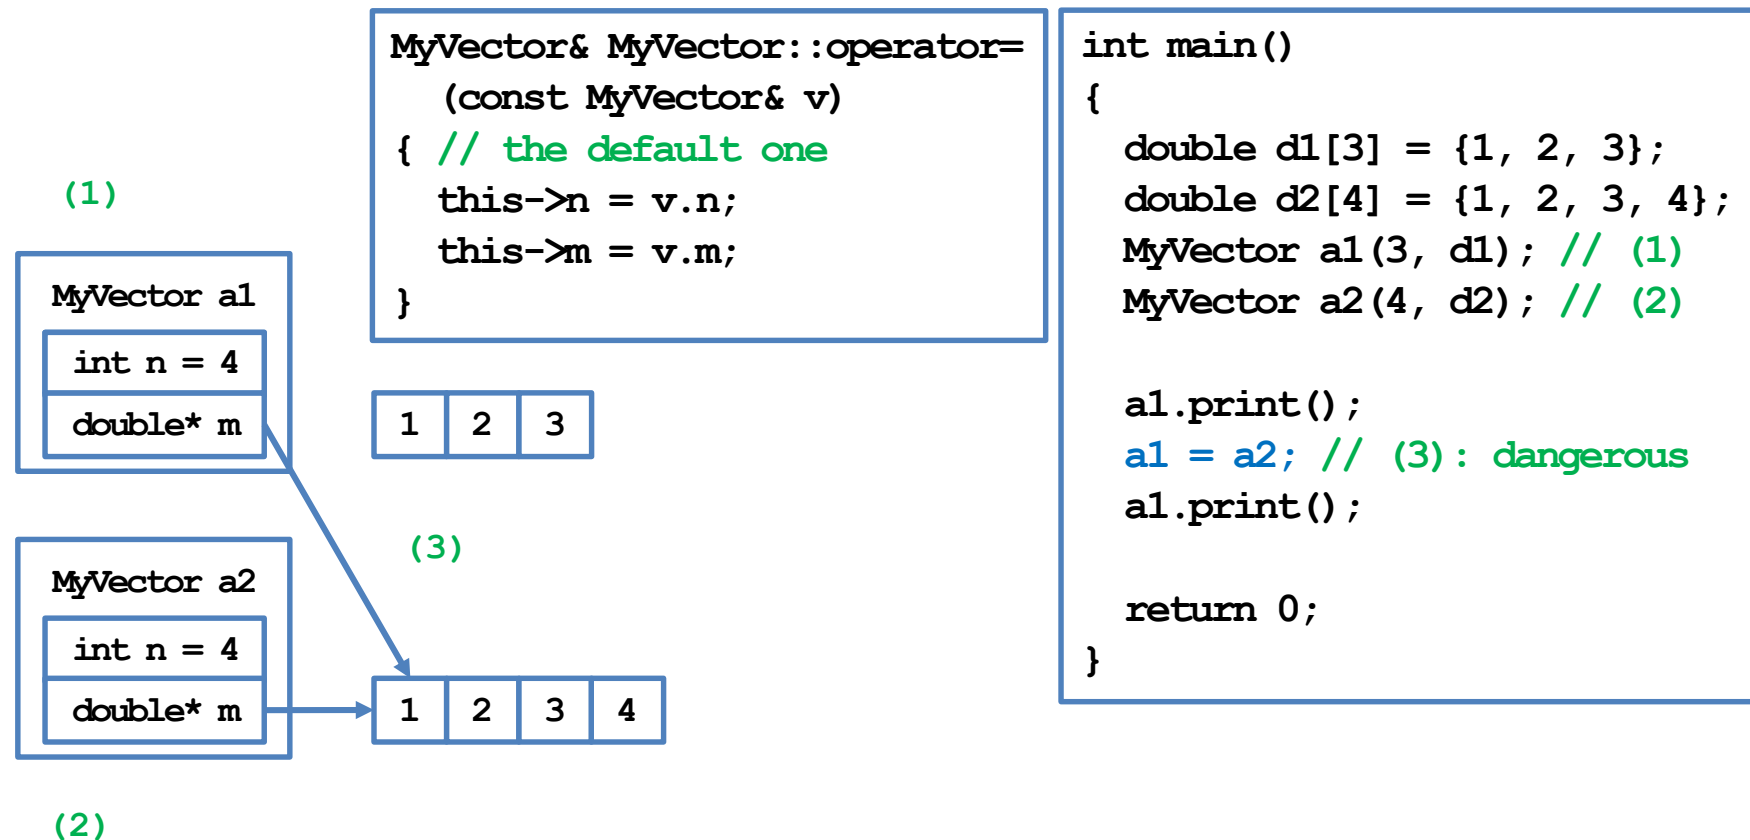 (1)
MyVector a1
int n = 4
double* m
MyVector a2
int n = 4
double* m
(2)
MyVector& MyVector::operator=
(const MyVector& v)
{ // the default one
this->n = v.n;
this->m = v.m;
}
1 2 3
(3)
1 2 3 4
int main()
{
double d1[3] = {1, 2, 3};
double d2[4] = {1, 2, 3, 4};
MyVector a1(3, d1); // (1)
MyVector a2(4, d2); // (2)
a1.print();
a1 = a2; // (3): dangerous
a1.print();
return 0;
}